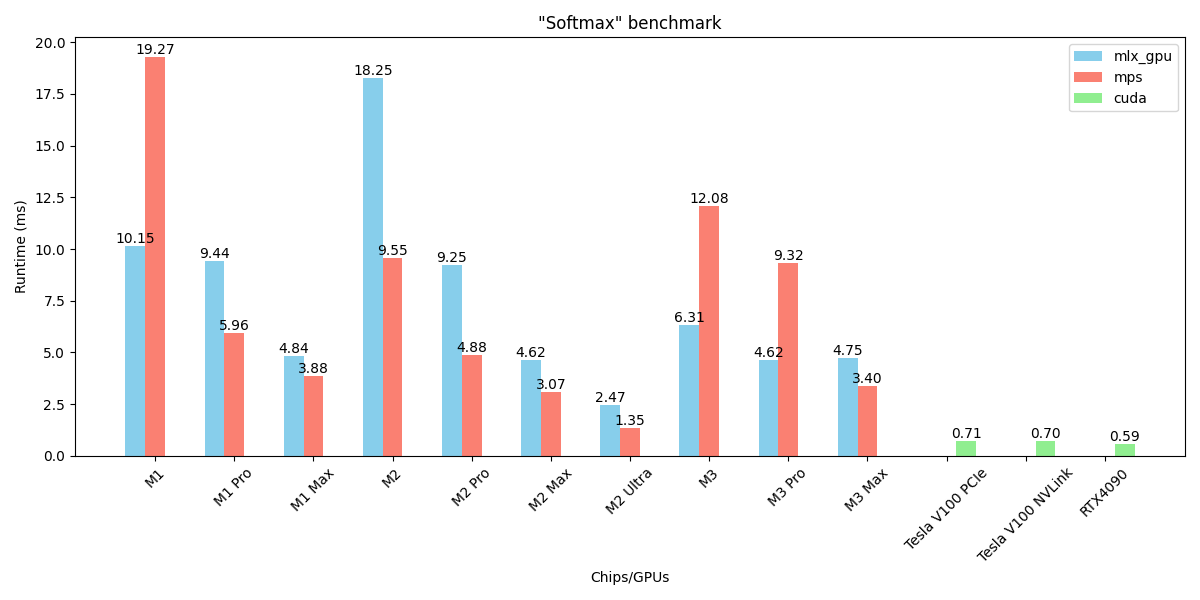 "Softmax" benchmark
Runtime (ms)
20.0
17.5
15.0
12.5
10.0
7.5
5.0
2.5
0.0
mlx_gpu
mps
cuda
10.15
19.27
9.44
5.96
4.84
3.88
18.25
9.55
9.25
4.88
4.62
3.07
2.47
1.35
6.31
12.08
4.62
9.32
4.75
3.40
0.71
0.70
0.59
M1
M1 Pro
M1 Max
M2
M2 Pro
M2 Max
M2 Ultra
M3
M3 Pro
M3 Max
Tesla V100 PCIe
Tesla V100 NVLink
RTX4090
Chips/GPUs